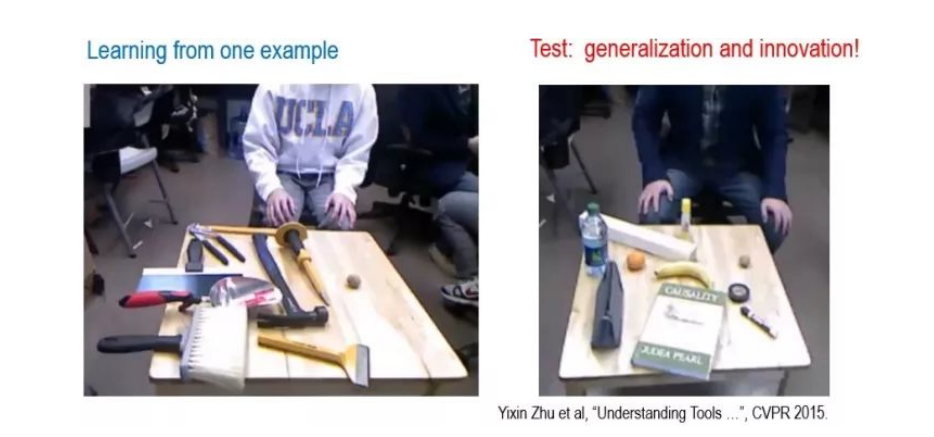 Learning from one example
Test: generalization and innovation!
UCLA
CAUSALITY
JUDEA PEARL
Yixin Zhu et al, “Understanding Tools ...”, CVPR 2015.